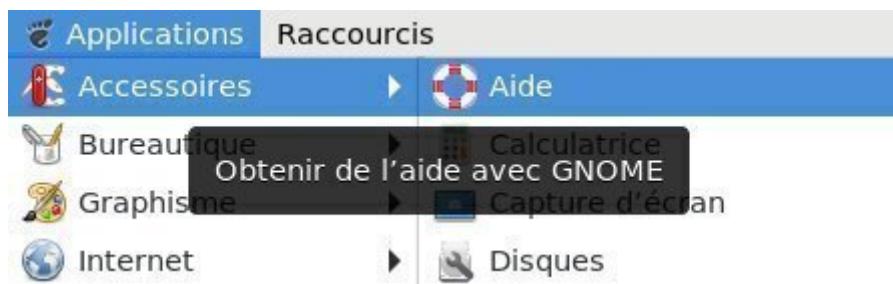 Applications Raccourcis
Accessoires Aide
Bureautique Calculatrice
Obtenir de l’aide avec GNOME
Graphisme Capture d’écran
Internet Disques